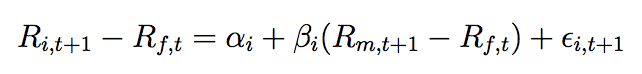 R_{i,t+1} − R_{f,t} = α_i + β_i(R_{m,t+1} − R_{f,t}) + ϵ_{i,t+1}